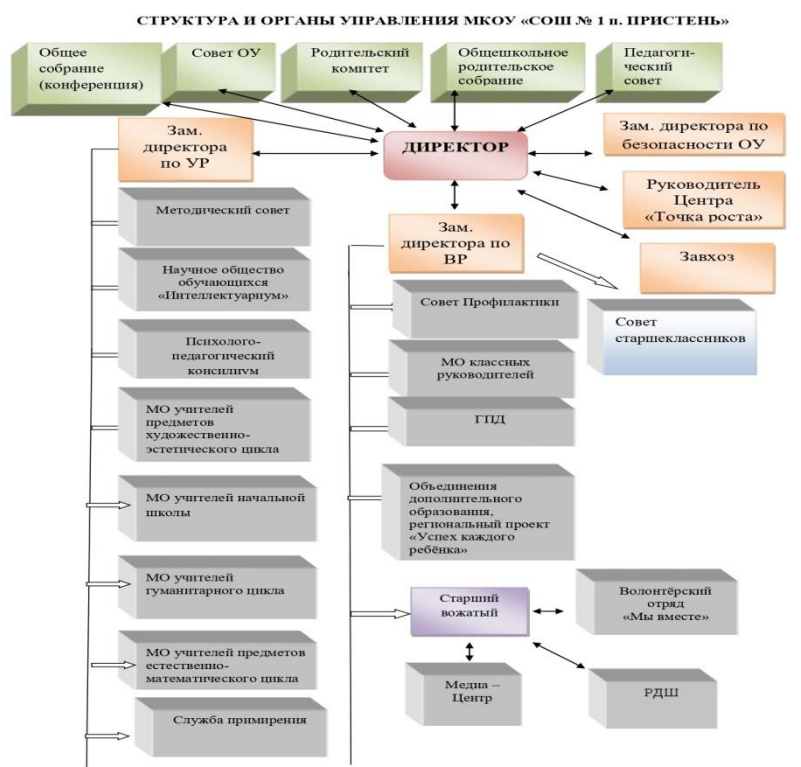 СТРУКТУРА И ОРГАНЫ УПРАВЛЕНИЯ МКОУ «СОШ № 1 п. ПРИСТЕНЬ»
Общее
собрание
(конференция)
Совет ОУ
Родительский
комитет
Общешкольное
родительское
собрание
Педагоги-
ческий
совет
Зам.
директора
по УР
ДИРЕКТОР
Зам. директора по
безопасности ОУ
Руководитель
Центра
«Точка роста»
Завхоз
Зам.
директора по
ВР
Методический совет
Научное общество
обучающихся
«Интеллектуариум»
Психолого-
педагогический
консилиум
МО учителей
предметов
художественно-
эстетического цикла
МО учителей начальной
школы
МО учителей
гуманитарного цикла
МО учителей предметов
естественно-
математического цикла
Служба примирения
Совет Профилактики
МО классных
руководителей
ГПД
Объединения
дополнительного
образования,
региональный проект
«Успех каждого
ребёнка»
Совет
старшеклассников
Старший
вожатый
Волонтёрский
отряд
«Мы вместе»
Медиа –
Центр
РДШ